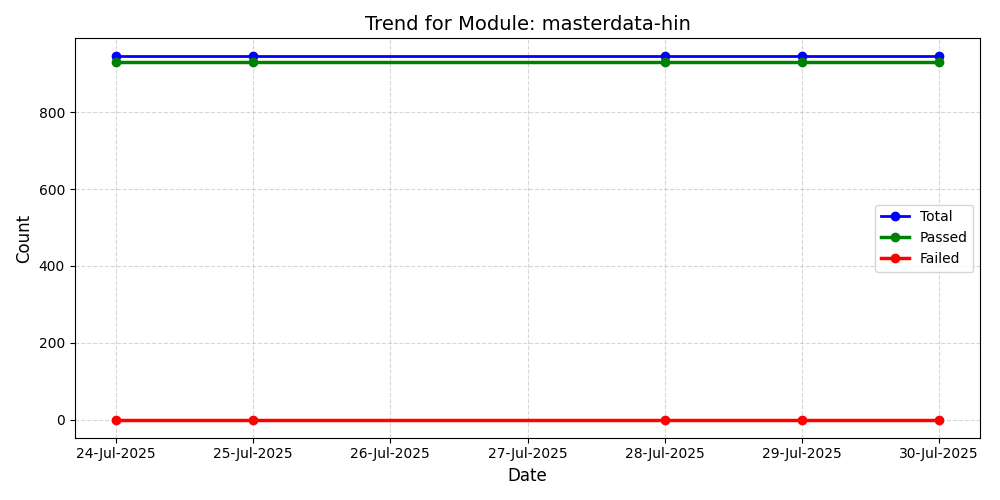 Trend for Module: masterdata-hin
800
600
400
200
0
Count
Total
Passed
Failed
24-Jul-2025
25-Jul-2025
26-Jul-2025
27-Jul-2025
28-Jul-2025
29-Jul-2025
30-Jul-2025
Date